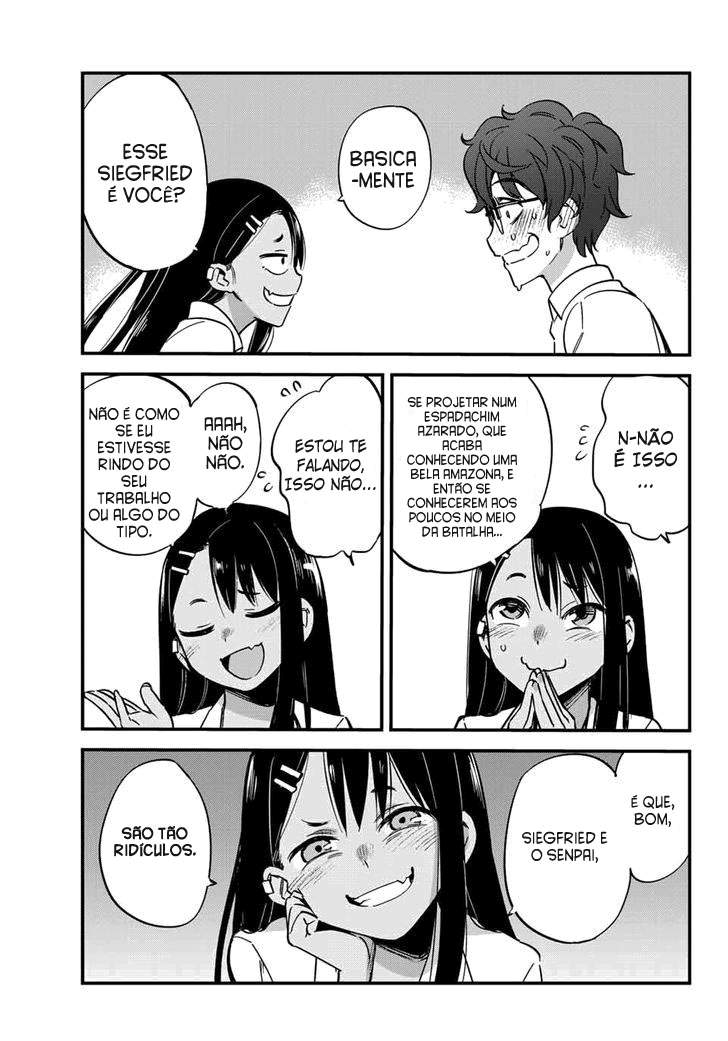 BASICA
-MENTE
ESSE
SIEGFRIED
É VOCÊ?
N-NÃO
É ISSO
...
SE PROJETAR NUM
ESPADACHIM
AZARADO, QUE
ACABA
CONHECENDO UMA
BELA AMAZONA, E
ENTÃO SE
CONHECEREM AOS
POUCOS NO MEIO
DA BATALHA...
ESTOU TE
FALANDO,
ISSO NÃO...
AAAH,
NÃO
NÃO.
NÃO É COMO
SE EU
ESTIVESSE
RINDO DO
SEU
TRABALHO
OU ALGO DO
TIPO.
É QUE,
BOM,
SIEGFRIED E
O SENPAI,
SÃO TÃO
RIDÍCULOS.